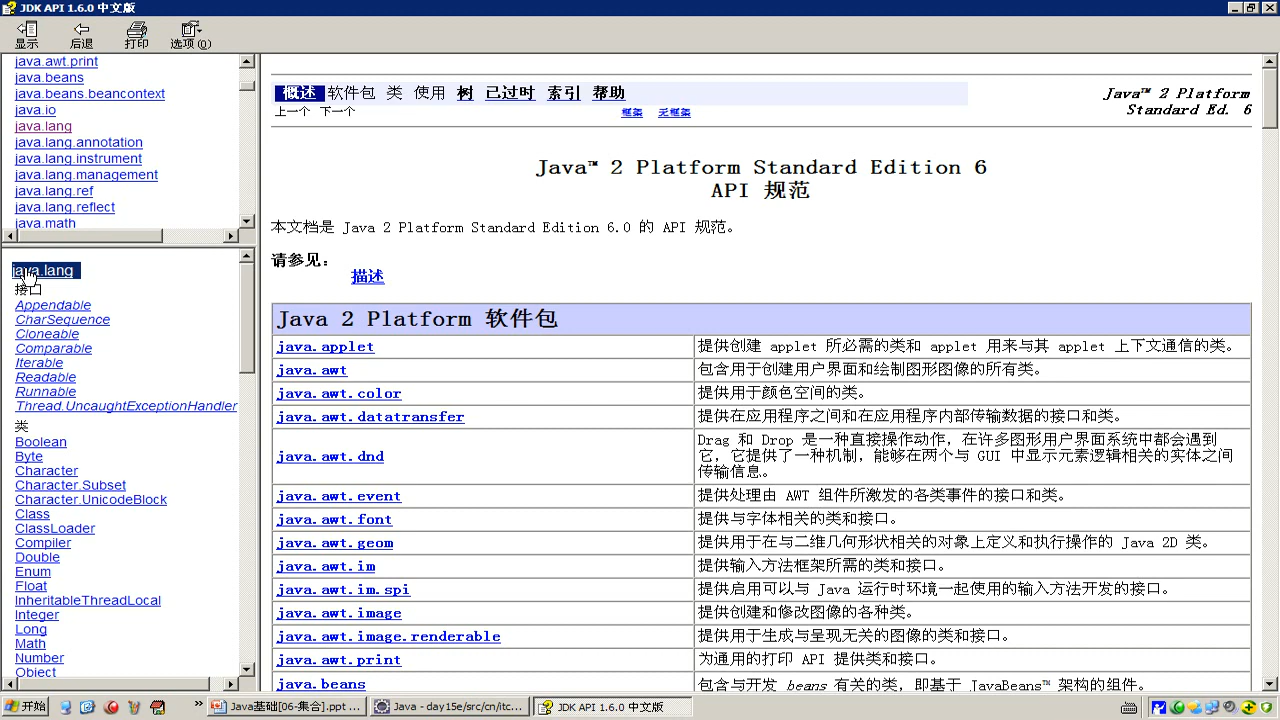 JDK API 1.6.0 中文版
显示 后退 打印 选项(O)
java.awt.print
java.beans
java.beans.beancontext
java.io
java.lang
java.lang.annotation
java.lang.instrument
java.lang.management
java.lang.ref
java.lang.reflect
java.math
java.lang
接口
Appendable
CharSequence
Cloneable
Comparable
Iterable
Readable
Runnable
Thread.UncaughtExceptionHandler
类
Boolean
Byte
Character
Character.Subset
Character.UnicodeBlock
Class
ClassLoader
Compiler
Double
Enum
Float
InheritableThreadLocal
Integer
Long
Math
Number
Object
概述 软件包 类 使用 树 已过时 索引 帮助
Java™ 2 Platform
Standard Ed. 6
上一个 下一个
框架 无框架
Java™ 2 Platform Standard Edition 6
API 规范
本文档是 Java 2 Platform Standard Edition 6.0 的 API 规范。
请参见：
描述
Java 2 Platform 软件包
java.applet 提供创建 applet 所必需的类和 applet 用来与其 applet 上下文通信的类。
java.awt 包含用于创建用户界面和绘制图形图像的所有类。
java.awt.color 提供用于颜色空间的类。
java.awt.datatransfer 提供在应用程序之间和在应用程序内部传输数据的接口和类。
java.awt.dnd Drag 和 Drop 是一种直接操作动作，在许多图形用户界面系统中都会遇到
它，它提供了一种机制，能够在两个与 GUI 中显示元素逻辑相关的实体之间
传输信息。
java.awt.event 提供处理由 AWT 组件所激发的各类事件的接口和类。
java.awt.font 提供与字体相关的类和接口。
java.awt.geom 提供用于在与二维几何形状相关的对象上定义和执行操作的 Java 2D 类。
java.awt.im 提供输入方法框架所需的类和接口。
java.awt.im.spi 提供启用可以与 Java 运行时环境一起使用的输入方法开发的接口。
java.awt.image 提供创建和修改图像的各种类。
java.awt.image.renderable 提供用于生成与呈现无关的图像的类和接口。
java.awt.print 为通用的打印 API 提供类和接口。
java.beans 包含与开发 beans 有关的类，即基于 JavaBeans™ 架构的组件。
开始 Java基础[06-集合].ppt ... Java - day15e/src/cn/itc... JDK API 1.6.0 中文版